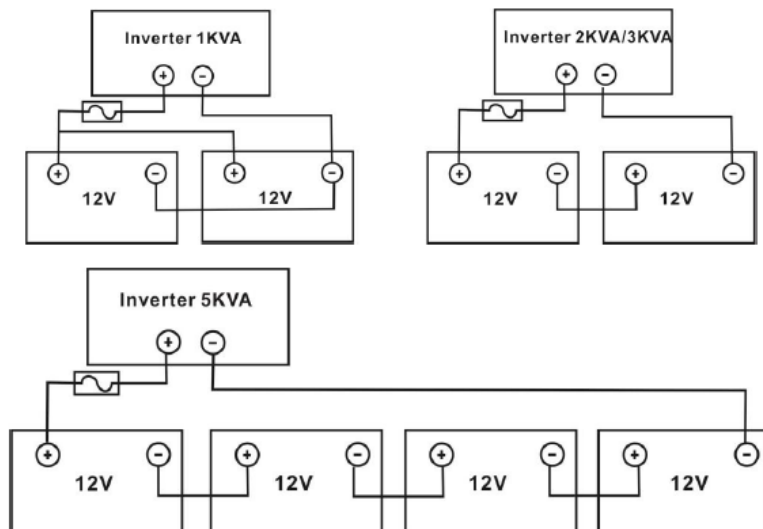 Inverter 1KVA
+ −
+ − + −
12V 12V
Inverter 2KVA/3KVA
+ −
+ − + −
12V 12V
Inverter 5KVA
+ −
+ − + − + − + −
12V 12V 12V 12V